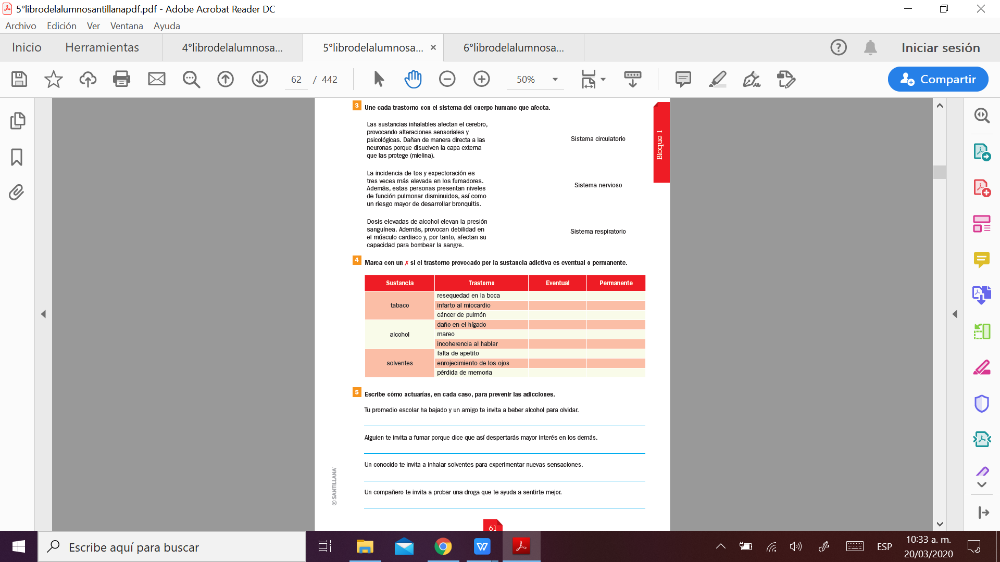 5°librodelalumnosantillanapdf.pdf - Adobe Acrobat Reader DC
Archivo Edición Ver Ventana Ayuda
Inicio Herramientas 4°librodelalumnosa... 5°librodelalumnosa... × 6°librodelalumnosa... Iniciar sesión
62 / 442 50% Compartir
3 Une cada trastorno con el sistema del cuerpo humano que afecta.
Las sustancias inhalables afectan el cerebro,
provocando alteraciones sensoriales y
psicológicas. Dañan de manera directa a las
neuronas porque disuelven la capa externa
que las protege (mielina).
Sistema circulatorio
Bloque 1
La incidencia de tos y expectoración es
tres veces más elevada en los fumadores.
Además, estas personas presentan niveles
de función pulmonar disminuidos, así como
un riesgo mayor de desarrollar bronquitis.
Sistema nervioso
Dosis elevadas de alcohol elevan la presión
sanguínea. Además, provocan debilidad en
el músculo cardiaco y, por tanto, afectan su
capacidad para bombear la sangre.
Sistema respiratorio
4 Marca con un ✗ si el trastorno provocado por la sustancia adictiva es eventual o permanente.
Sustancia Trastorno Eventual Permanente
tabaco
resequedad en la boca
infarto al miocardio
cáncer de pulmón
alcohol
daño en el hígado
mareo
incoherencia al hablar
solventes
falta de apetito
enrojecimiento de los ojos
pérdida de memoria
5 Escribe cómo actuarías, en cada caso, para prevenir las adicciones.
Tu promedio escolar ha bajado y un amigo te invita a beber alcohol para olvidar.
Alguien te invita a fumar porque dice que así despertarás mayor interés en los demás.
Un conocido te invita a inhalar solventes para experimentar nuevas sensaciones.
Un compañero te invita a probar una droga que te ayuda a sentirte mejor.
© SANTILLANA
61
Escribe aquí para buscar
ESP
10:33 a. m.
20/03/2020